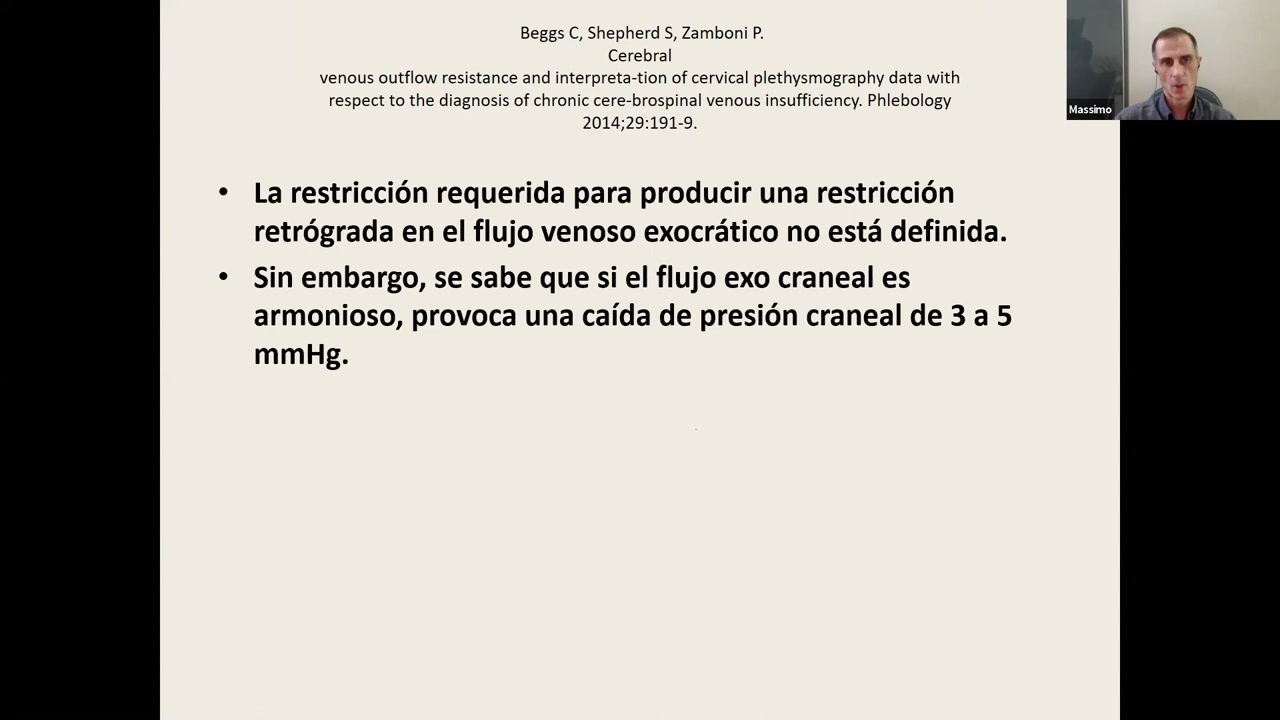 Beggs C, Shepherd S, Zamboni P.
Cerebral
venous outflow resistance and interpreta-tion of cervical plethysmography data with
respect to the diagnosis of chronic cere-brospinal venous insufficiency. Phlebology
2014;29:191-9.
Massimo
• La restricción requerida para producir una restricción
retrógrada en el flujo venoso exocrático no está definida.
• Sin embargo, se sabe que si el flujo exo craneal es
armonioso, provoca una caída de presión craneal de 3 a 5
mmHg.